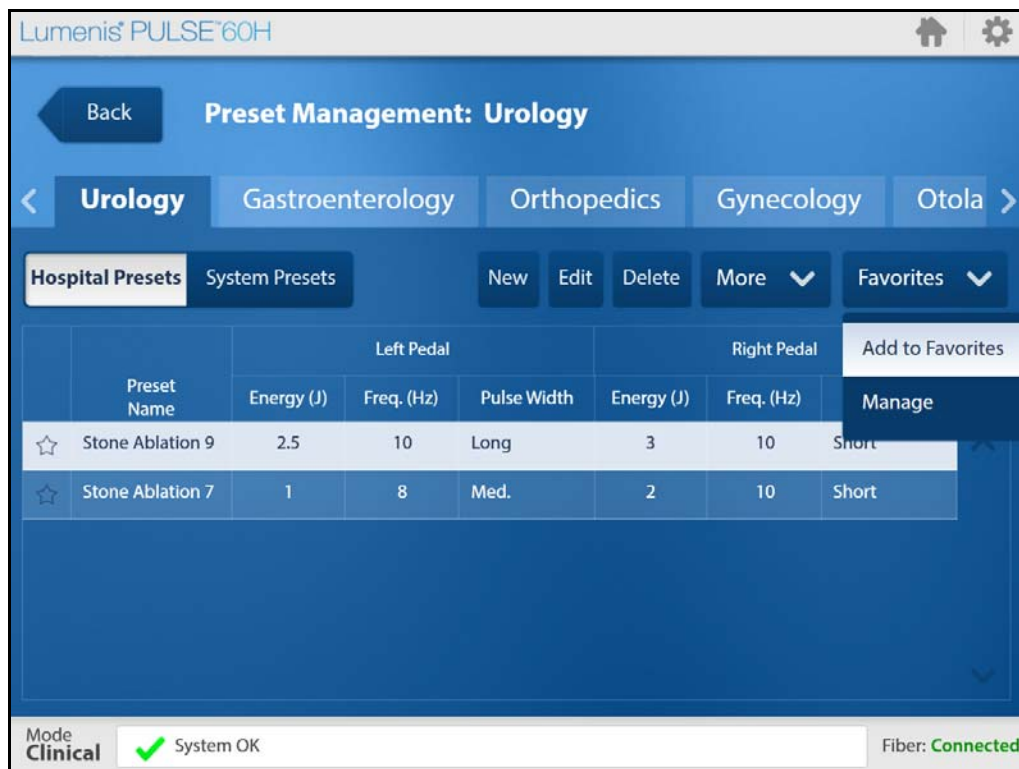 Lumenis® PULSE™60H
Back
Preset Management: Urology
Urology Gastroenterology Orthopedics Gynecology Otola
Hospital Presets System Presets New Edit Delete More Favorites
Add to Favorites
Manage
Left Pedal Right Pedal
Preset Name Energy (J) Freq. (Hz) Pulse Width Energy (J) Freq. (Hz)
Stone Ablation 9 2.5 10 Long 3 10 Short
Stone Ablation 7 1 8 Med. 2 10 Short
Mode
Clinical System OK Fiber: Connected